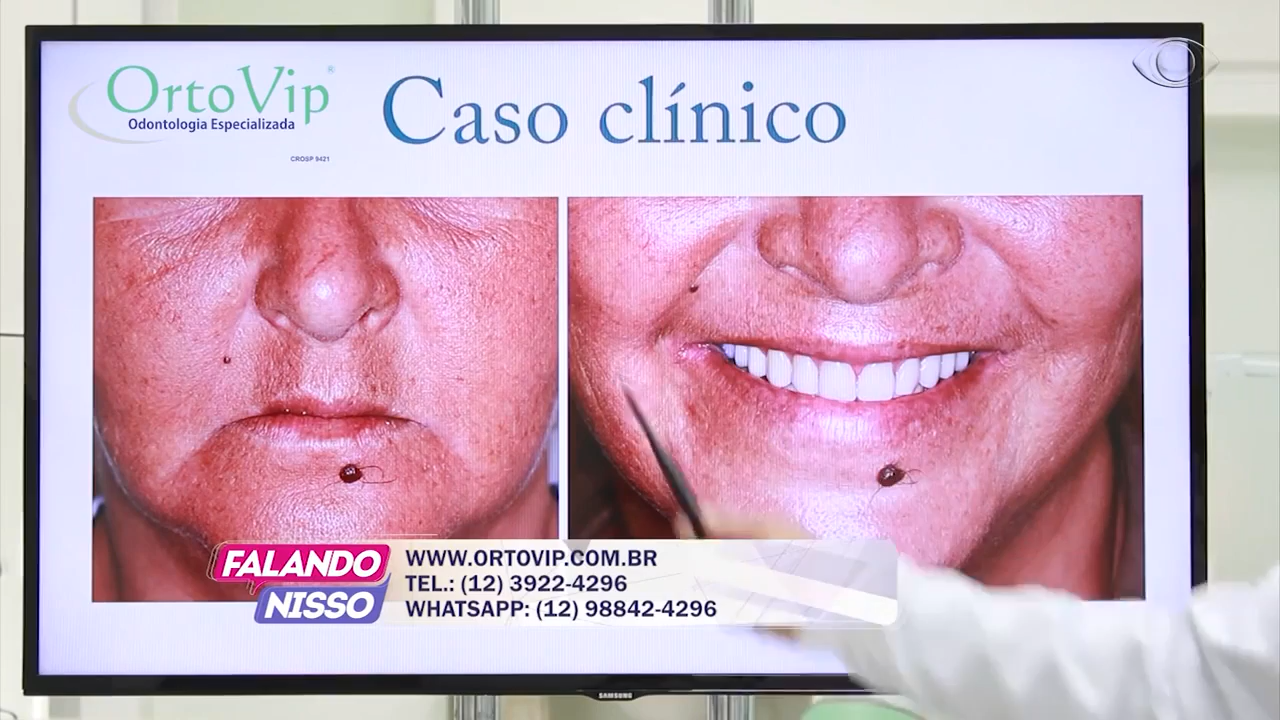 OrtoVip®
Odontologia Especializada
CROSP 9421
Caso clínico
FALANDO
NISSO
WWW.ORTOVIP.COM.BR
TEL.: (12) 3922-4296
WHATSAPP: (12) 98842-4296
SAMSUNG